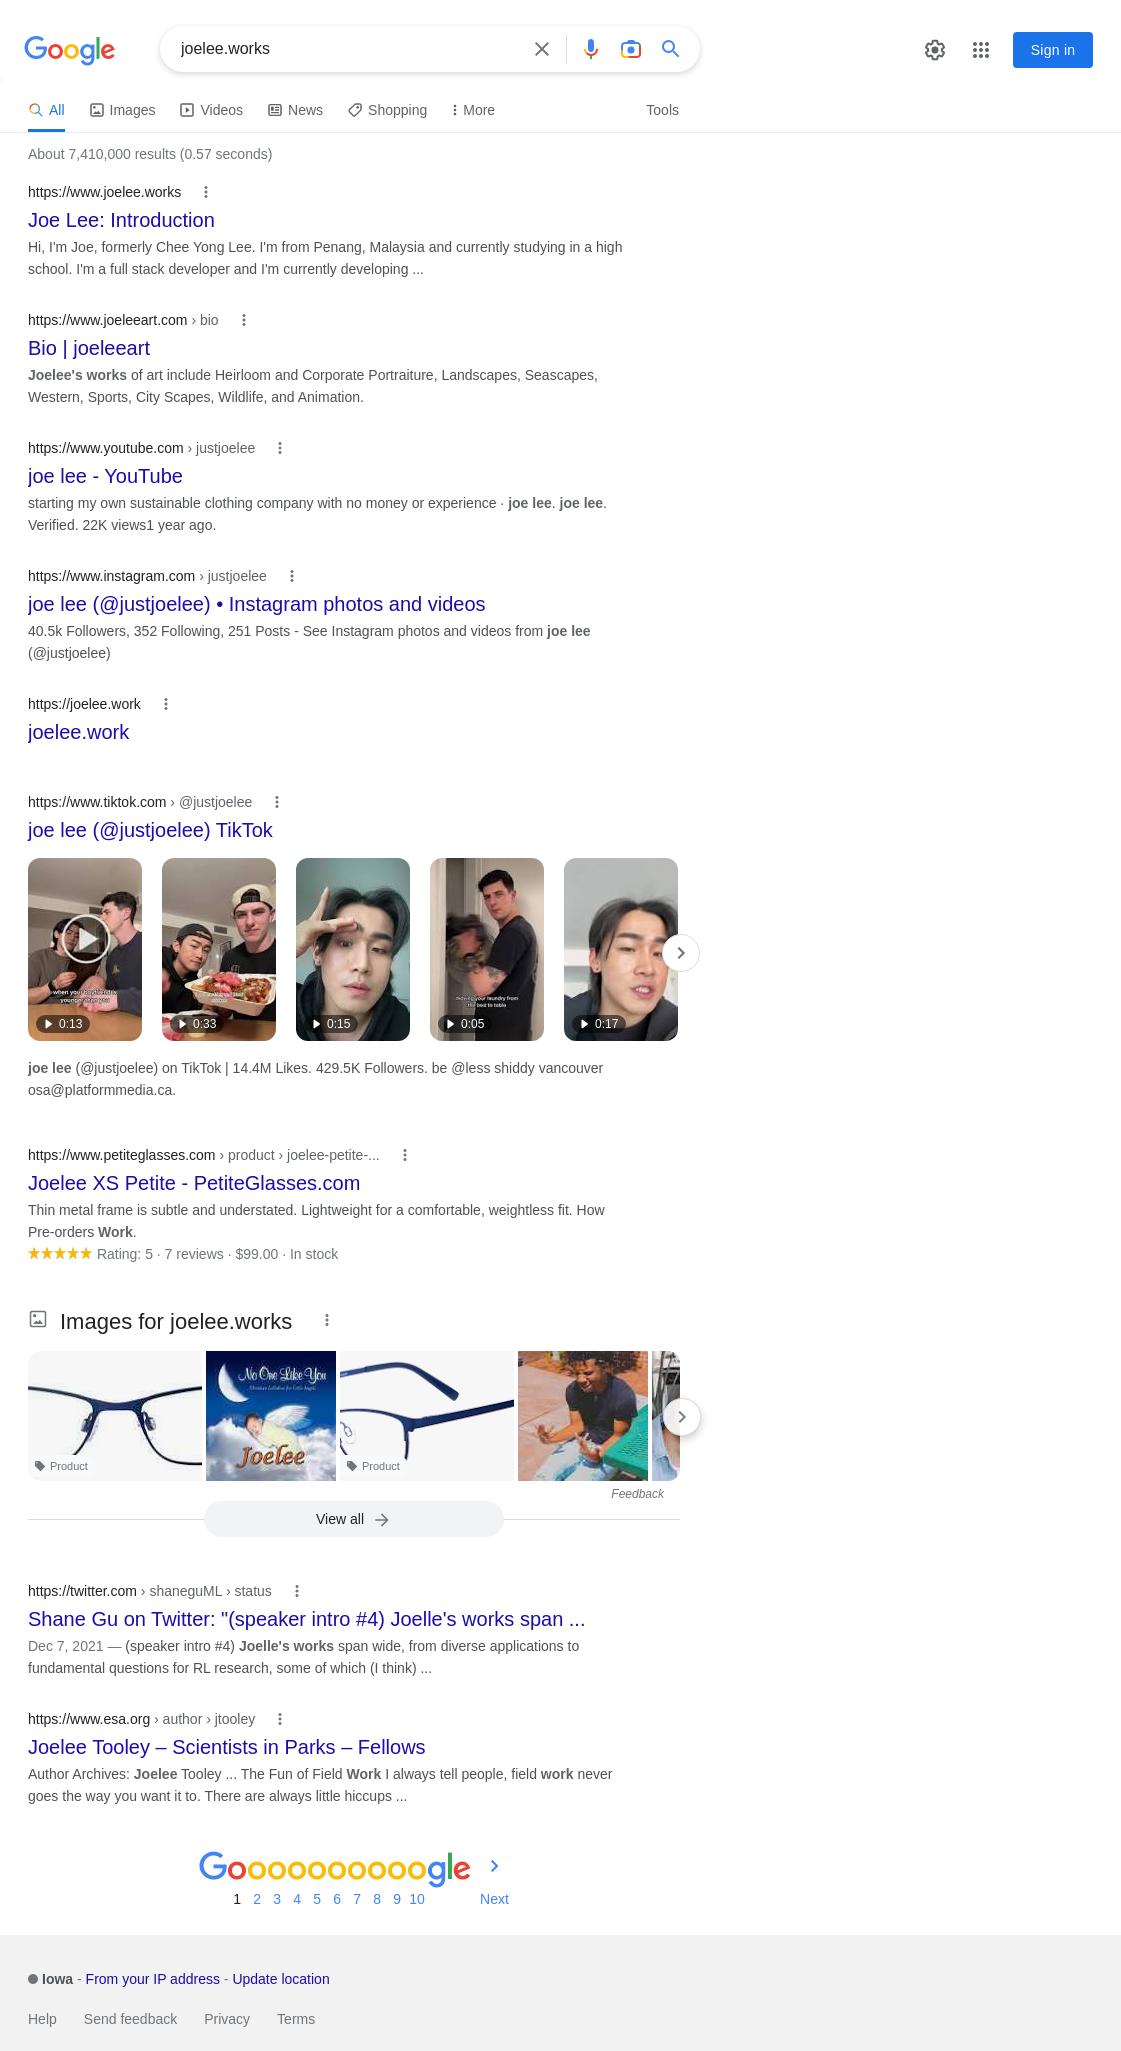 Google
joelee.works
Sign in
All
Images
Videos
News
Shopping
More
Tools
About 7,410,000 results (0.57 seconds)
https://www.joelee.works
Joe Lee: Introduction
Hi, I'm Joe, formerly Chee Yong Lee. I'm from Penang, Malaysia and currently studying in a high
school. I'm a full stack developer and I'm currently developing ...
https://www.joeleeart.com › bio
Bio | joeleeart
Joelee's works of art include Heirloom and Corporate Portraiture, Landscapes, Seascapes,
Western, Sports, City Scapes, Wildlife, and Animation.
https://www.youtube.com › justjoelee
joe lee - YouTube
starting my own sustainable clothing company with no money or experience · joe lee. joe lee.
Verified. 22K views1 year ago.
https://www.instagram.com › justjoelee
joe lee (@justjoelee) • Instagram photos and videos
40.5k Followers, 352 Following, 251 Posts - See Instagram photos and videos from joe lee
(@justjoelee)
https://joelee.work
joelee.work
https://www.tiktok.com › @justjoelee
joe lee (@justjoelee) TikTok
when your boyfriend is
younger than you
moving your laundry from
the bed to table
0:13
0:33
0:15
0:05
0:17
joe lee (@justjoelee) on TikTok | 14.4M Likes. 429.5K Followers. be @less shiddy vancouver
osa@platformmedia.ca.
https://www.petiteglasses.com › product › joelee-petite-...
Joelee XS Petite - PetiteGlasses.com
Thin metal frame is subtle and understated. Lightweight for a comfortable, weightless fit. How
Pre-orders Work.
Rating: 5 · 7 reviews · $99.00 · In stock
Images for joelee.works
No One Like You
Christian Lullabies for Little Angels
Joelee
Product
Product
Feedback
View all
https://twitter.com › shaneguML › status
Shane Gu on Twitter: "(speaker intro #4) Joelle's works span ...
Dec 7, 2021 — (speaker intro #4) Joelle's works span wide, from diverse applications to
fundamental questions for RL research, some of which (I think) ...
https://www.esa.org › author › jtooley
Joelee Tooley – Scientists in Parks – Fellows
Author Archives: Joelee Tooley ... The Fun of Field Work I always tell people, field work never
goes the way you want it to. There are always little hiccups ...
Goooooooooogle
1 2 3 4 5 6 7 8 9 10 Next
Iowa - From your IP address - Update location
Help Send feedback Privacy Terms